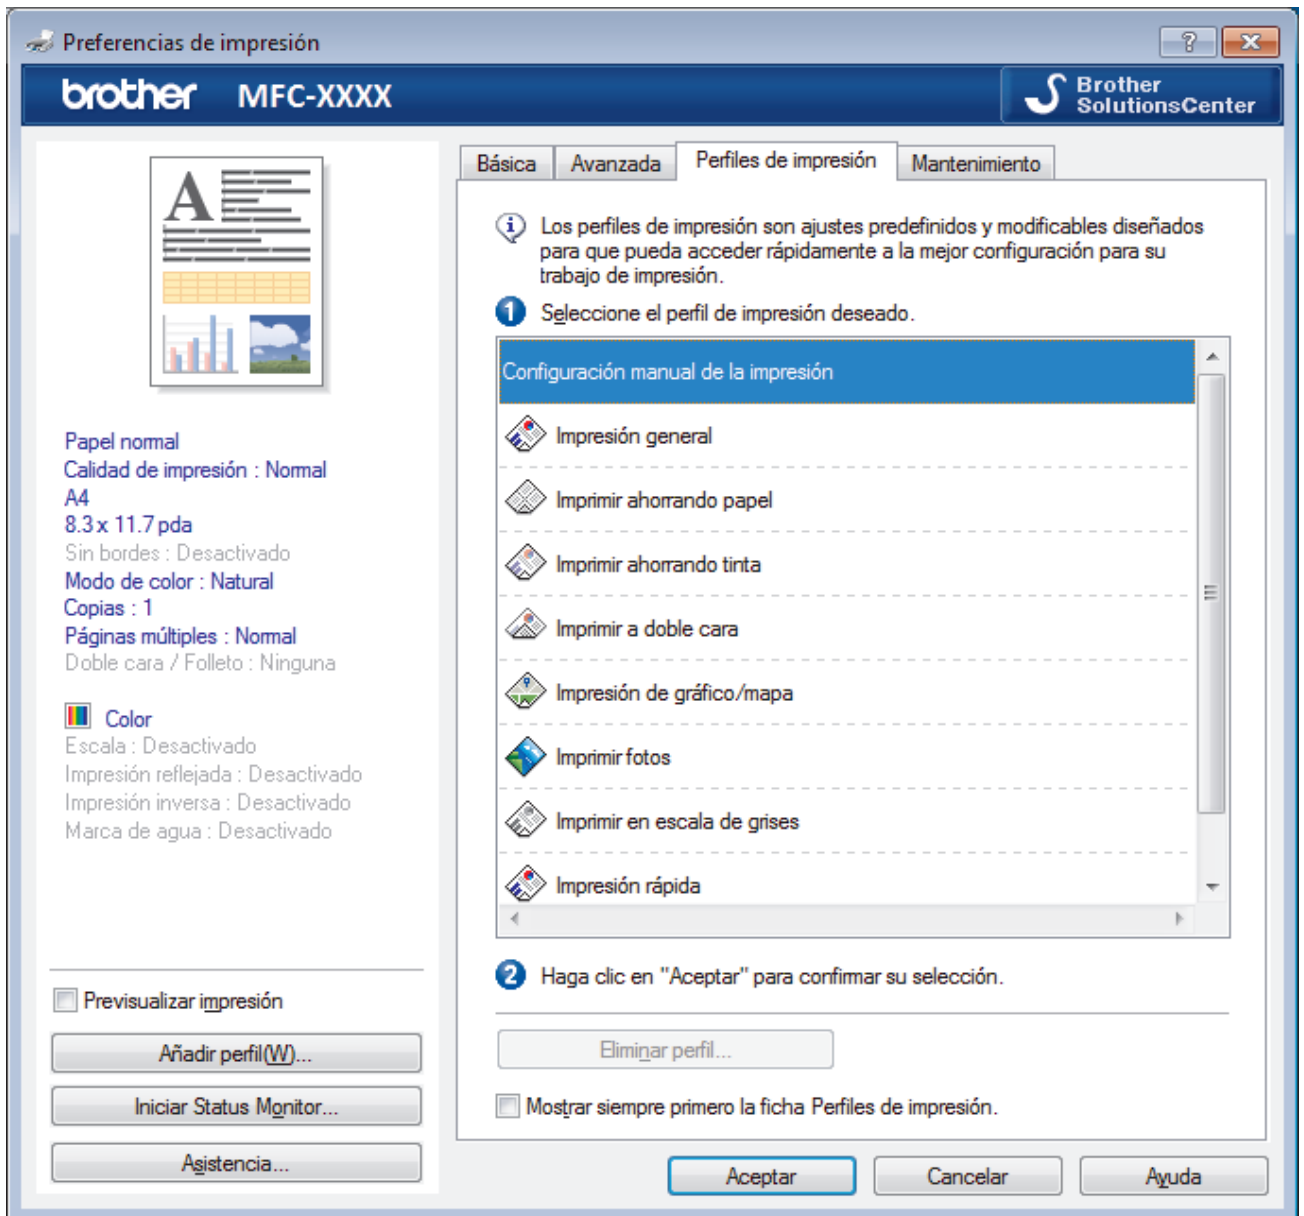 Preferencias de impresión
?
brother MFC-XXXX
Brother
SolutionsCenter
A
Papel normal
Calidad de impresión : Normal
A4
8.3 x 11.7 pda
Sin bordes : Desactivado
Modo de color : Natural
Copias : 1
Páginas múltiples : Normal
Doble cara / Folleto : Ninguna
Color
Escala : Desactivado
Impresión reflejada : Desactivado
Impresión inversa : Desactivado
Marca de agua : Desactivado
Previsualizar impresión
Añadir perfil(W)...
Iniciar Status Monitor...
Asistencia...
Básica Avanzada Perfiles de impresión Mantenimiento
Los perfiles de impresión son ajustes predefinidos y modificables diseñados
para que pueda acceder rápidamente a la mejor configuración para su
trabajo de impresión.
1 Seleccione el perfil de impresión deseado.
Configuración manual de la impresión
Impresión general
Imprimir ahorrando papel
Imprimir ahorrando tinta
Imprimir a doble cara
Impresión de gráfico/mapa
Imprimir fotos
Imprimir en escala de grises
Impresión rápida
2 Haga clic en "Aceptar" para confirmar su selección.
Eliminar perfil...
Mostrar siempre primero la ficha Perfiles de impresión.
Aceptar Cancelar Ayuda